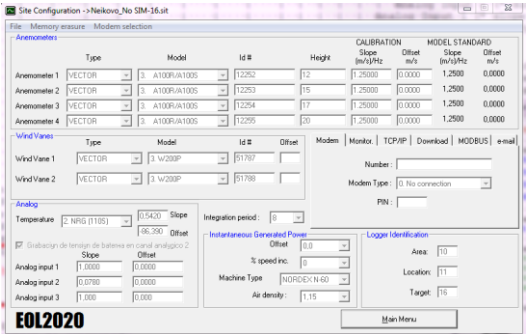 Site Configuration ->Neikovo_No SIM-16.sit
File Memory erasure Modem selection
Anemometers
CALIBRATION MODEL STANDARD
Type Model Id # Height Slope (m/s)/Hz Offset m/s Slope (m/s)/Hz Offset m/s
Anemometer 1 VECTOR 3. A100R/A100S 12252 12 1.25000 0.0000 1,2500 0,0000
Anemometer 2 VECTOR 3. A100R/A100S 12253 15 1.25000 0.0000 1,2500 0,0000
Anemometer 3 VECTOR 3. A100R/A100S 12254 17 1.25000 0.0000 1,2500 0,0000
Anemometer 4 VECTOR 3. A100R/A100S 12255 20 1.25000 0.0000 1,2500 0,0000
Wind Vanes
Type Model Id # Offset
Wind Vane 1 VECTOR 3. W200P 51787
Wind Vane 2 VECTOR 3. W200P 51788
Modem Monitor. TCP/IP Download MODBUS e-mail
Number:
Modem Type: 0. No connection
PIN:
Analog
Temperature 2. NRG (110S) 0.5420 Slope
-86,390 Offset
Grabacijn de tensijn de bateria en canal analygico 2
Slope Offset
Analog input 1 1.0000 0.0000
Analog input 2 0.0780 0.0000
Analog input 3 1.000 0.000
Integration period: 8
Instantaneous Generated Power
Offset 0.0
% speed inc. 0
Machine Type NORDEX N-60
Air density: 1.15
Logger Identification
Area: 10
Location: 11
Target: 16
EOL2020
Main Menu